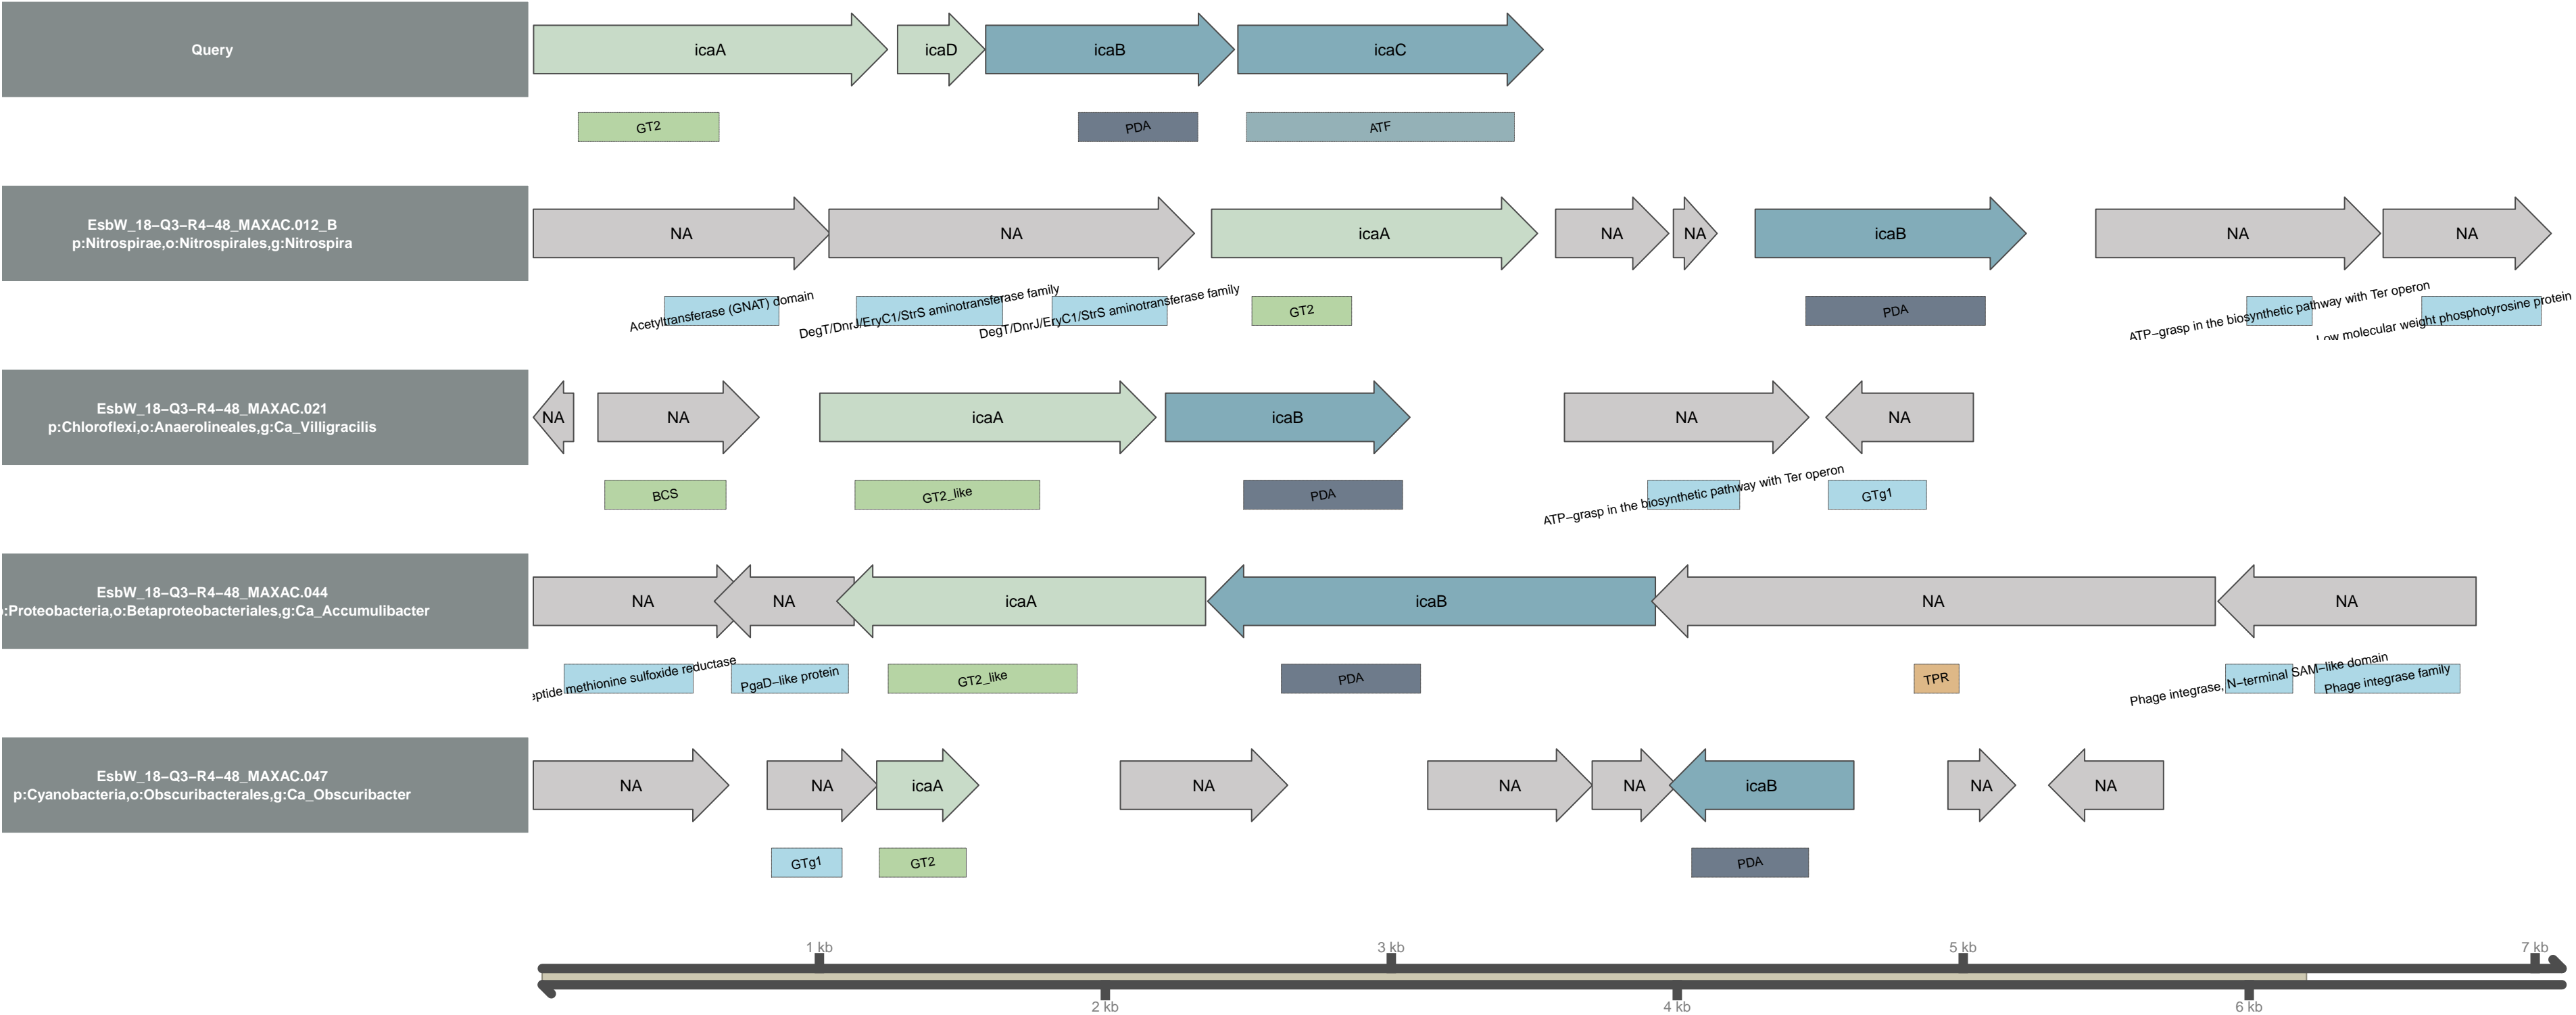 Query
icaA
icaD
icaB
icaC
GT2
PDA
ATF
EsbW_18−Q3−R4−48_MAXAC.012_B
p:Nitrospirae,o:Nitrospirales,g:Nitrospira
NA
NA
icaA
NA
NA
icaB
NA
NA
Acetyltransferase (GNAT) domain
DegT/DnrJ/EryC1/StrS aminotransferase family
DegT/DnrJ/EryC1/StrS aminotransferase family
GT2
PDA
ATP−grasp in the biosynthetic pathway with Ter operon
Low molecular weight phosphotyrosine protein
EsbW_18−Q3−R4−48_MAXAC.021
p:Chloroflexi,o:Anaerolineales,g:Ca_Villigracilis
NA
NA
icaA
icaB
NA
NA
BCS
GT2_like
PDA
ATP−grasp in the biosynthetic pathway with Ter operon
GTg1
EsbW_18−Q3−R4−48_MAXAC.044
:Proteobacteria,o:Betaproteobacteriales,g:Ca_Accumulibacter
NA
NA
icaA
icaB
NA
NA
eptide methionine sulfoxide reductase
PgaD−like protein
GT2_like
PDA
TPR
Phage integrase, N−terminal SAM−like domain
Phage integrase family
EsbW_18−Q3−R4−48_MAXAC.047
p:Cyanobacteria,o:Obscuribacterales,g:Ca_Obscuribacter
NA
NA
icaA
NA
NA
NA
icaB
NA
NA
GTg1
GT2
PDA
1 kb
3 kb
5 kb
7 kb
2 kb
4 kb
6 kb